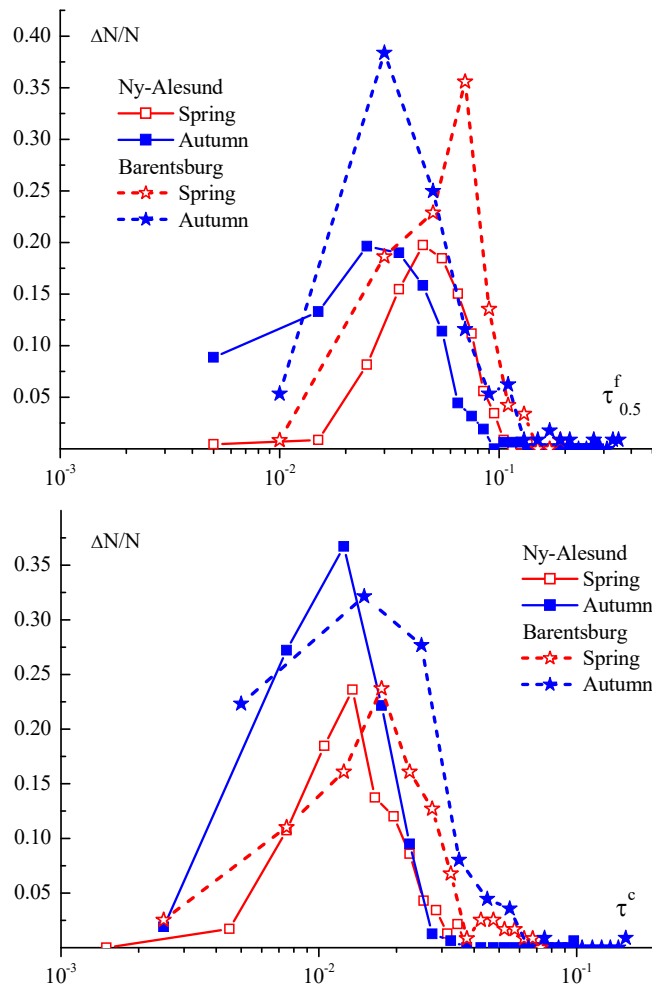 ΔN/N
0.40
0.35
0.30
0.25
0.20
0.15
0.10
0.05
Ny-Alesund
Spring
Autumn
Barentsburg
Spring
Autumn
τ^f_0.5
10^-3 10^-2 10^-1
ΔN/N
0.35
0.30
0.25
0.20
0.15
0.10
0.05
Ny-Alesund
Spring
Autumn
Barentsburg
Spring
Autumn
τ^c
10^-3 10^-2 10^-1